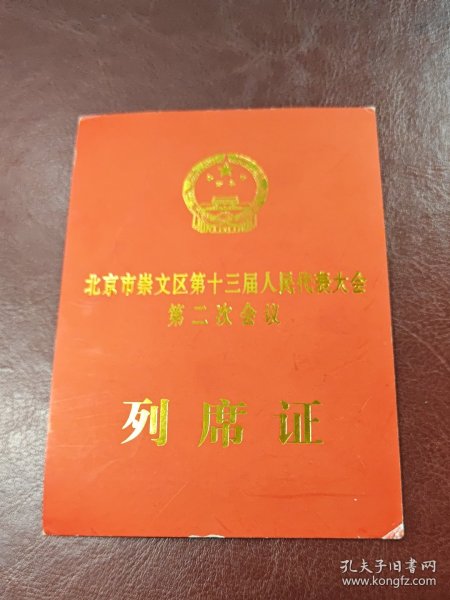 北京市崇文区第十三届人民代表大会
第二次会议
列席证
孔夫子旧书网
www.kongfz.com